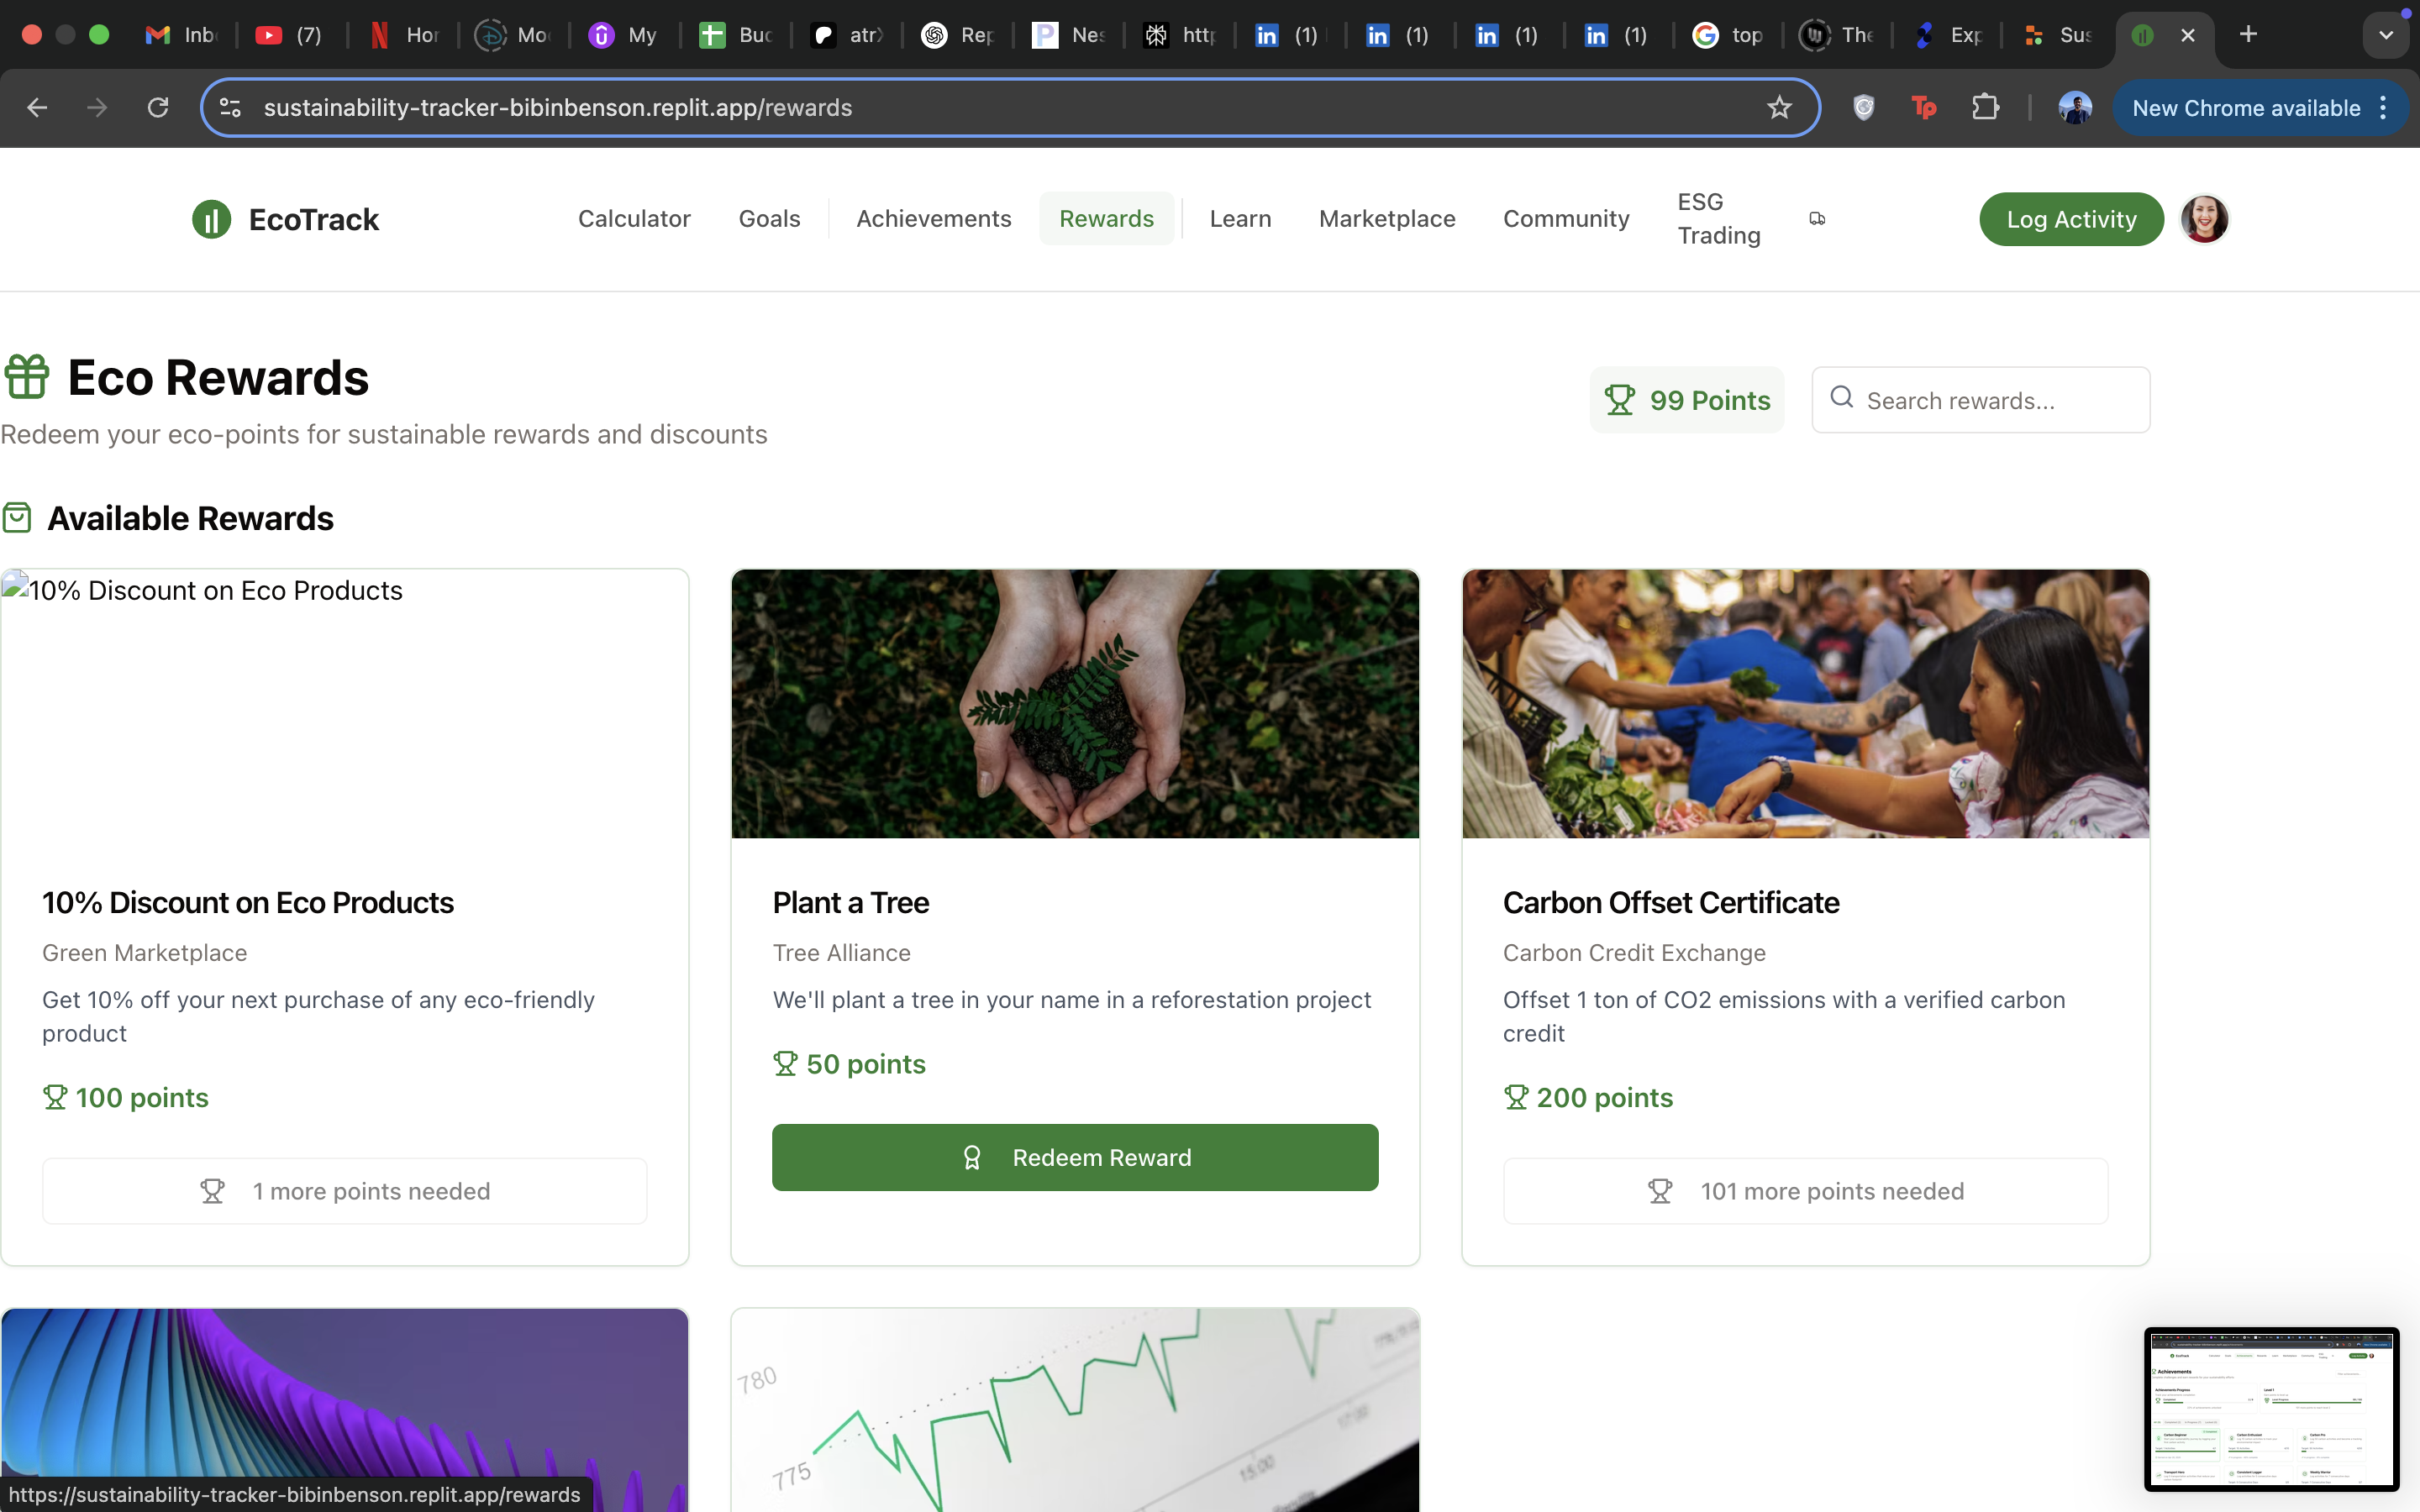 Inb
(7)
Hor
Mo
My
Buc
atr
Rep
Nes
http
(1)
(1)
(1)
(1)
top
The
Exp
Sus
sustainability-tracker-bibinbenson.replit.app/rewards
New Chrome available
EcoTrack
Calculator
Goals
Achievements
Rewards
Learn
Marketplace
Community
ESG
Trading
Log Activity
Eco Rewards
Redeem your eco-points for sustainable rewards and discounts
99 Points
Search rewards...
Available Rewards
10% Discount on Eco Products
10% Discount on Eco Products
Green Marketplace
Get 10% off your next purchase of any eco-friendly
product
100 points
1 more points needed
Plant a Tree
Tree Alliance
We'll plant a tree in your name in a reforestation project
50 points
Redeem Reward
Carbon Offset Certificate
Carbon Credit Exchange
Offset 1 ton of CO2 emissions with a verified carbon
credit
200 points
101 more points needed
780
775
17:00
15:00
https://sustainability-tracker-bibinbenson.replit.app/rewards
Achievements